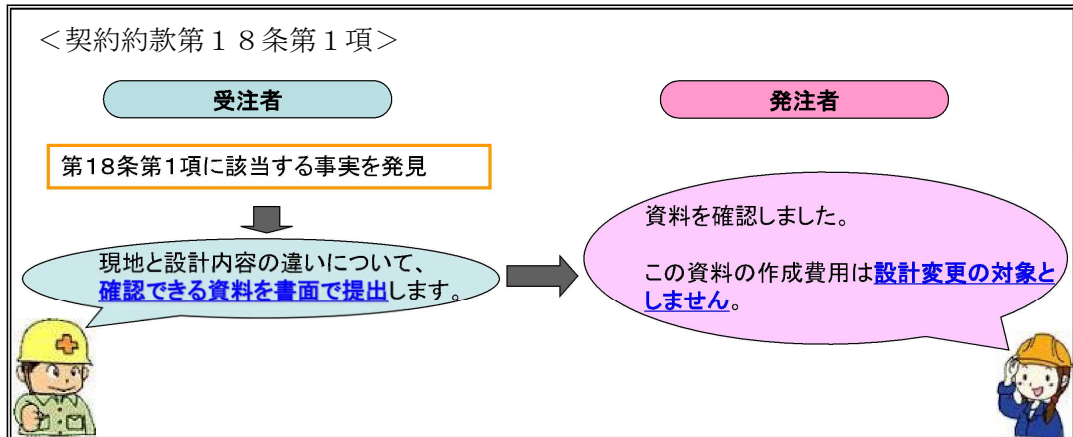 ＜契約約款第１８条第１項＞
受注者
発注者
第18条第1項に該当する事実を発見
現地と設計内容の違いについて、
確認できる資料を書面で提出します。
資料を確認しました。
この資料の作成費用は設計変更の対象と
しません。